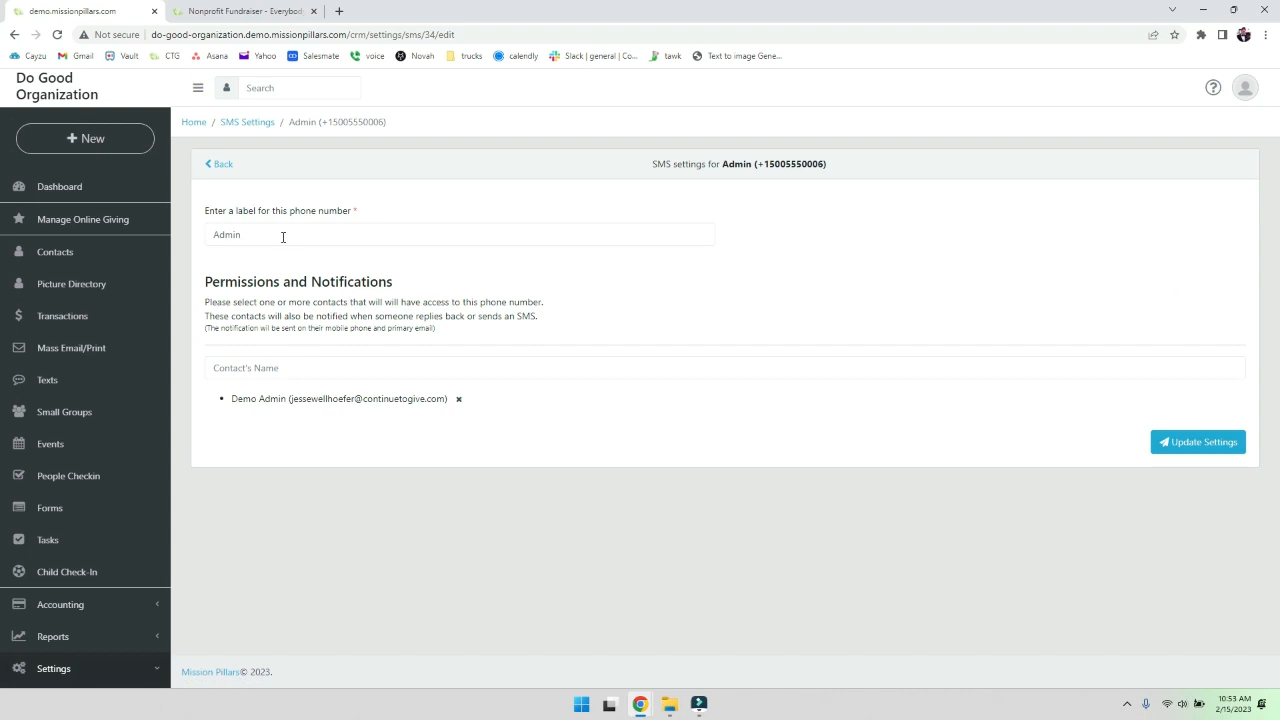 demo.missionpillars.com
Nonprofit Fundraiser - Everybody
Not secure | do-good-organization.demo.missionpillars.com/crm/settings/sms/34/edit
Cayzu
Gmail
Vault
CTG
Asana
Yahoo
Salesmate
voice
Novah
trucks
calendly
Slack | general | Co...
tawk
Text to image Gene...
Do Good
Organization
Search
Home / SMS Settings / Admin (+15005550006)
New
Back
SMS settings for Admin (+15005550006)
Dashboard
Manage Online Giving
Contacts
Picture Directory
Transactions
Mass Email/Print
Texts
Small Groups
Events
People Checkin
Forms
Tasks
Child Check-In
Accounting
Reports
Settings
Enter a label for this phone number *
Admin
Permissions and Notifications
Please select one or more contacts that will will have access to this phone number.
These contacts will also be notified when someone replies back or sends an SMS.
(The notification will be sent on their mobile phone and primary email)
Contact's Name
Demo Admin (jessewellhoefer@continuetogive.com)
Update Settings
Mission Pillars© 2023.
10:53 AM
2/15/2023